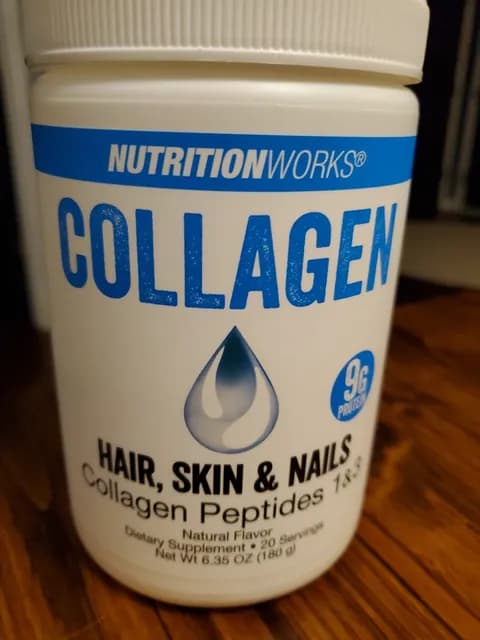 NUTRITIONWORKS®
COLLAGEN
9G
PROTEIN
HAIR, SKIN & NAILS
Collagen Peptides 1&3
Natural Flavor
Dietary Supplement • 20 Servings
Net Wt 6.35 OZ (180 g)